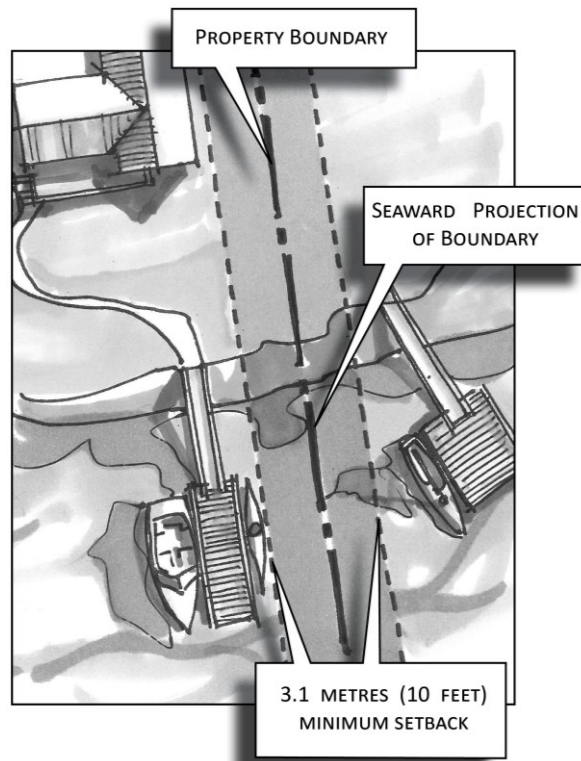 PROPERTY BOUNDARY
SEAWARD PROJECTION
OF BOUNDARY
3.1 METRES (10 FEET)
MINIMUM SETBACK